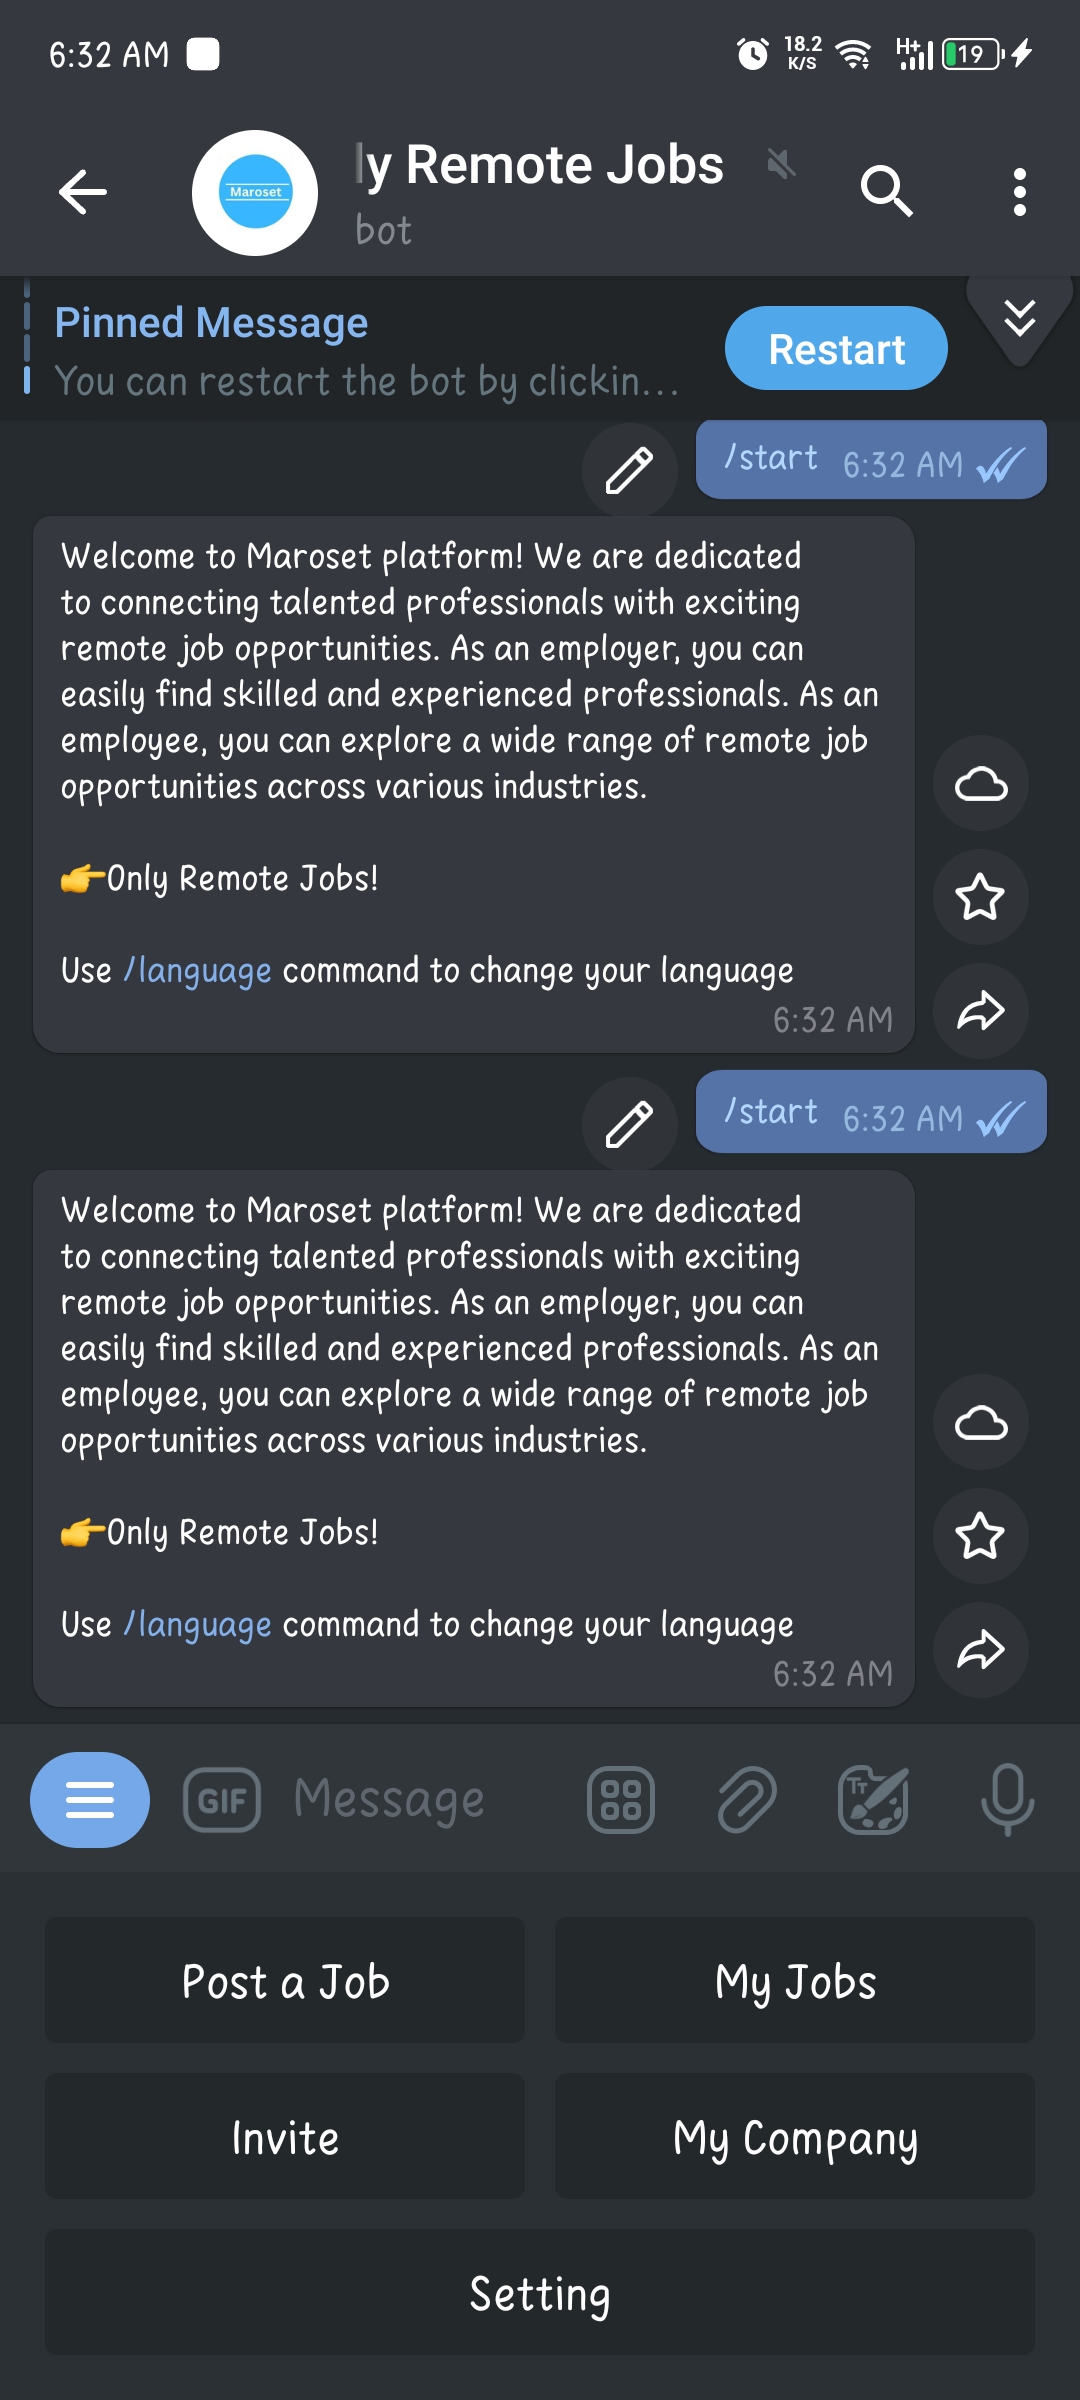 6:32 AM
18.2
K/S
H+
19
Maroset
ly Remote Jobs
bot
Pinned Message
You can restart the bot by clickin...
Restart
/start 6:32 AM
Welcome to Maroset platform! We are dedicated
to connecting talented professionals with exciting
remote job opportunities. As an employer, you can
easily find skilled and experienced professionals. As an
employee, you can explore a wide range of remote job
opportunities across various industries.
👉Only Remote Jobs!
Use /language command to change your language
6:32 AM
/start 6:32 AM
Welcome to Maroset platform! We are dedicated
to connecting talented professionals with exciting
remote job opportunities. As an employer, you can
easily find skilled and experienced professionals. As an
employee, you can explore a wide range of remote job
opportunities across various industries.
👉Only Remote Jobs!
Use /language command to change your language
6:32 AM
GIF Message
TT
Post a Job
My Jobs
Invite
My Company
Setting